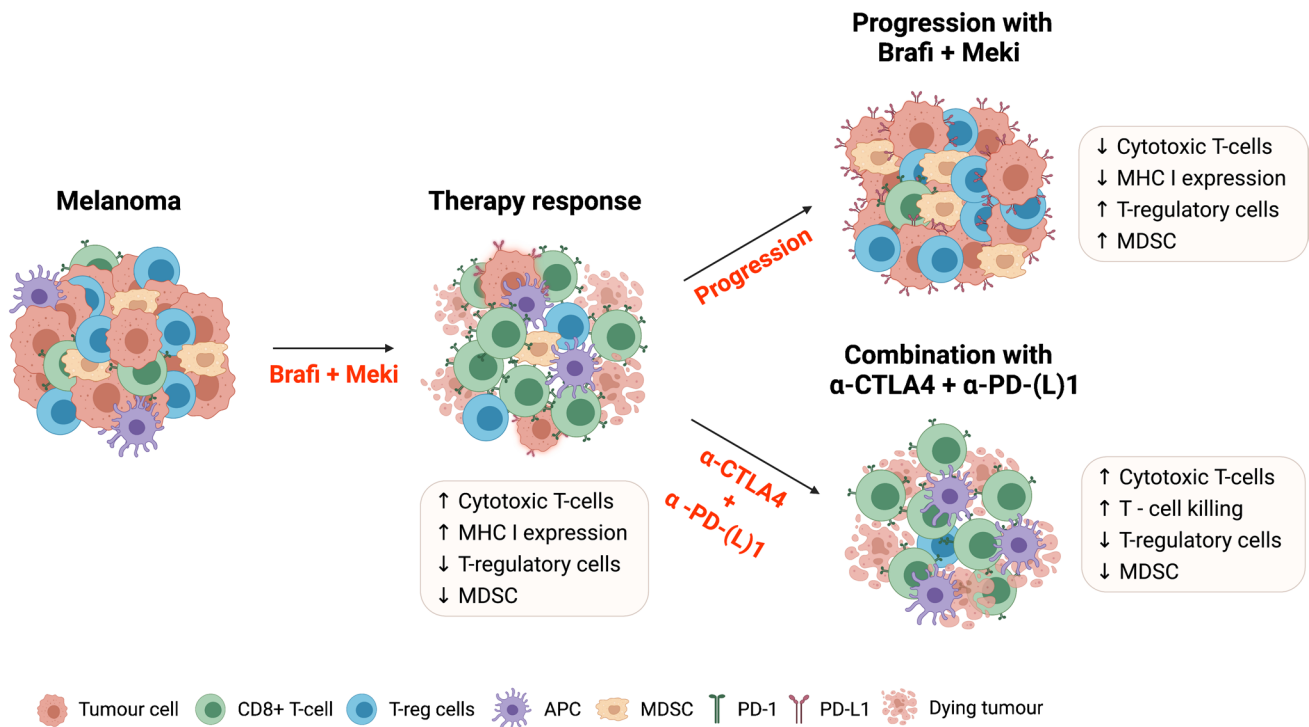 Progression with
Brafi + Meki
↓ Cytotoxic T-cells
↓ MHC I expression
↑ T-regulatory cells
↑ MDSC
Melanoma
Therapy response
Progression
Brafi + Meki
Combination with
α-CTLA4 + α-PD-(L)1
α-CTLA4
+
α -PD-(L)1
↑ Cytotoxic T-cells
↑ MHC I expression
↓ T-regulatory cells
↓ MDSC
↑ Cytotoxic T-cells
↑ T - cell killing
↓ T-regulatory cells
↓ MDSC
Tumour cell CD8+ T-cell T-reg cells APC MDSC PD-1 PD-L1 Dying tumour